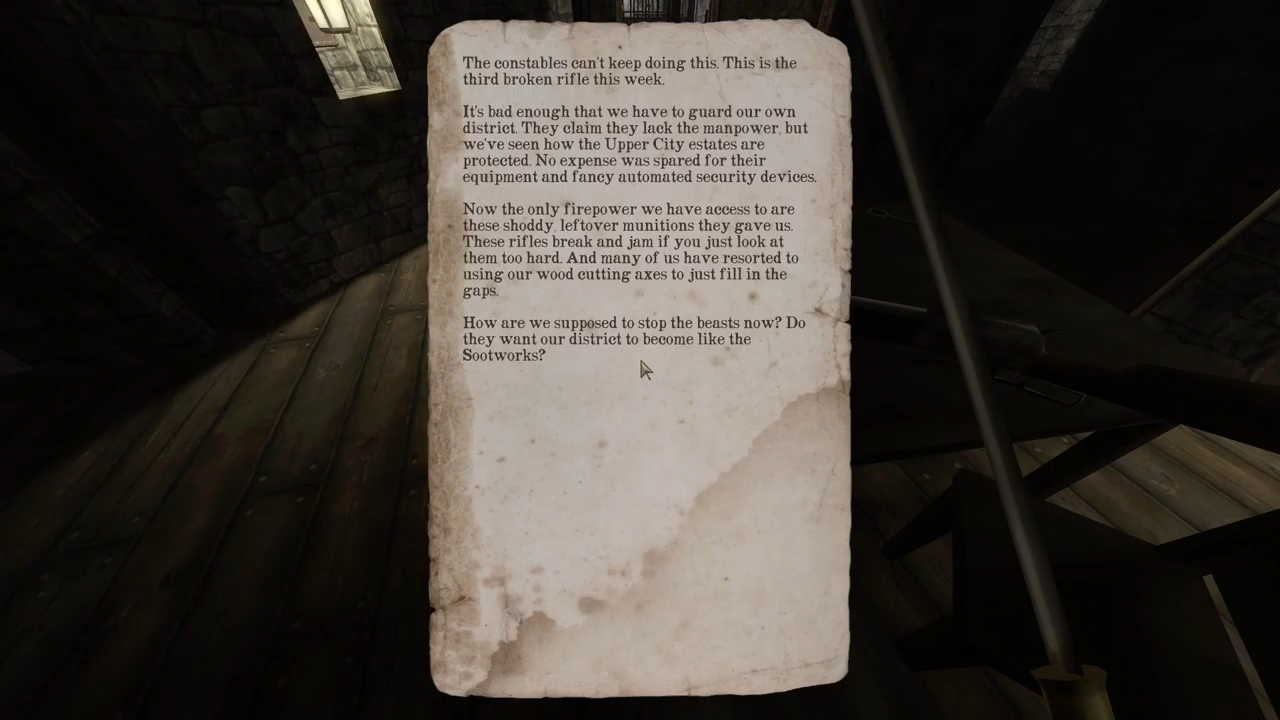 The constables can't keep doing this. This is the
third broken rifle this week.
It's bad enough that we have to guard our own
district. They claim they lack the manpower, but
we've seen how the Upper City estates are
protected. No expense was spared for their
equipment and fancy automated security devices.
Now the only firepower we have access to are
these shoddy, leftover munitions they gave us.
These rifles break and jam if you just look at
them too hard. And many of us have resorted to
using our wood cutting axes to just fill in the
gaps.
How are we supposed to stop the beasts now? Do
they want our district to become like the
Sootworks?